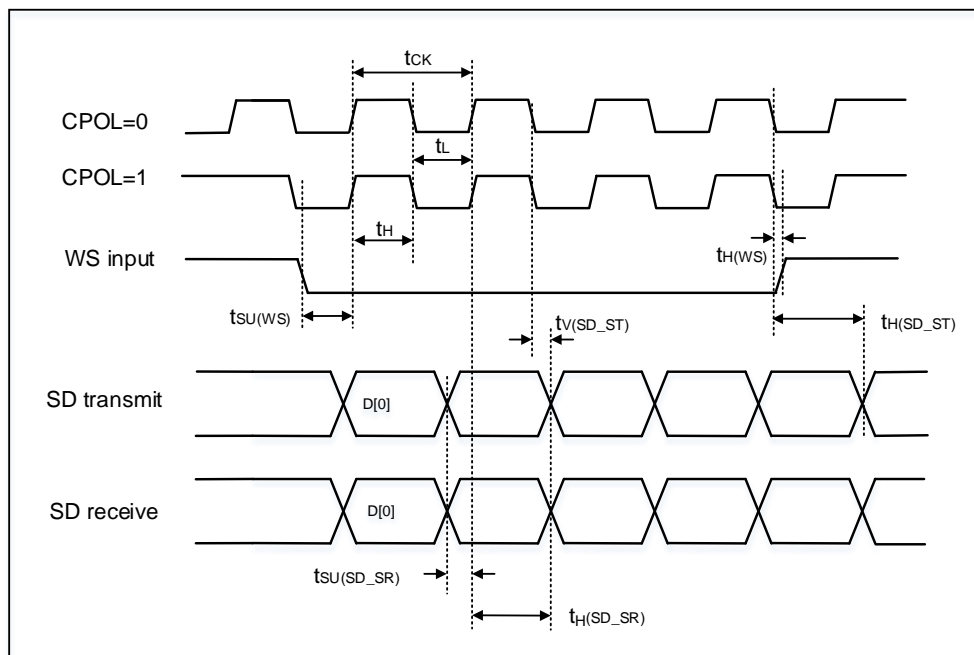 tCK
CPOL=0
tL
CPOL=1
tH
tH(WS)
WS input
tSU(WS)
tV(SD_ST)
tH(SD_ST)
SD transmit
D[0]
SD receive
D[0]
tSU(SD_SR)
tH(SD_SR)